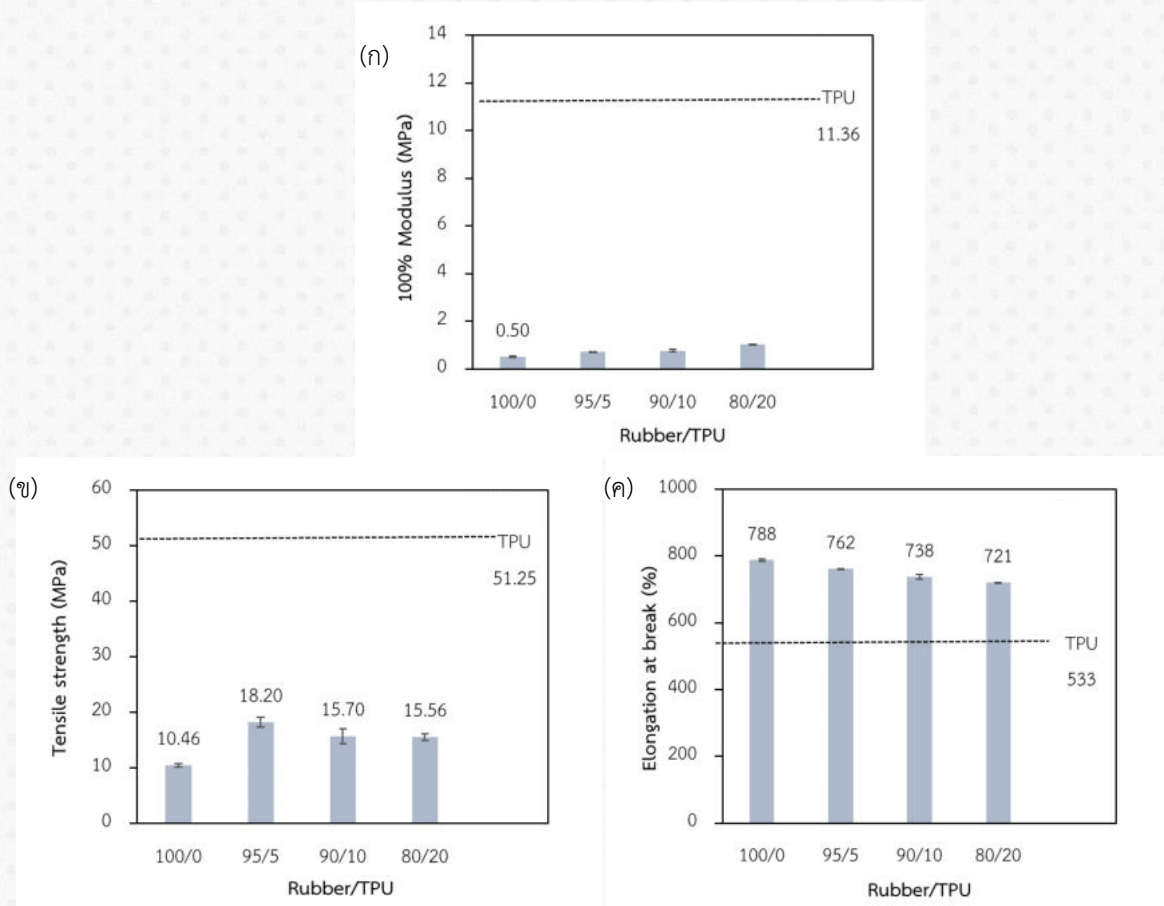 (ก)
14
12
10
8
6
4
2
0
100% Modulus (MPa)
TPU
11.36
0.50
100/0 95/5 90/10 80/20
Rubber/TPU
(ข)
60
50
40
30
20
10
0
Tensile strength (MPa)
TPU
51.25
10.46 18.20 15.70 15.56
100/0 95/5 90/10 80/20
Rubber/TPU
(ค)
1000
800
600
400
200
0
Elongation at break (%)
788 762 738 721
TPU
533
100/0 95/5 90/10 80/20
Rubber/TPU